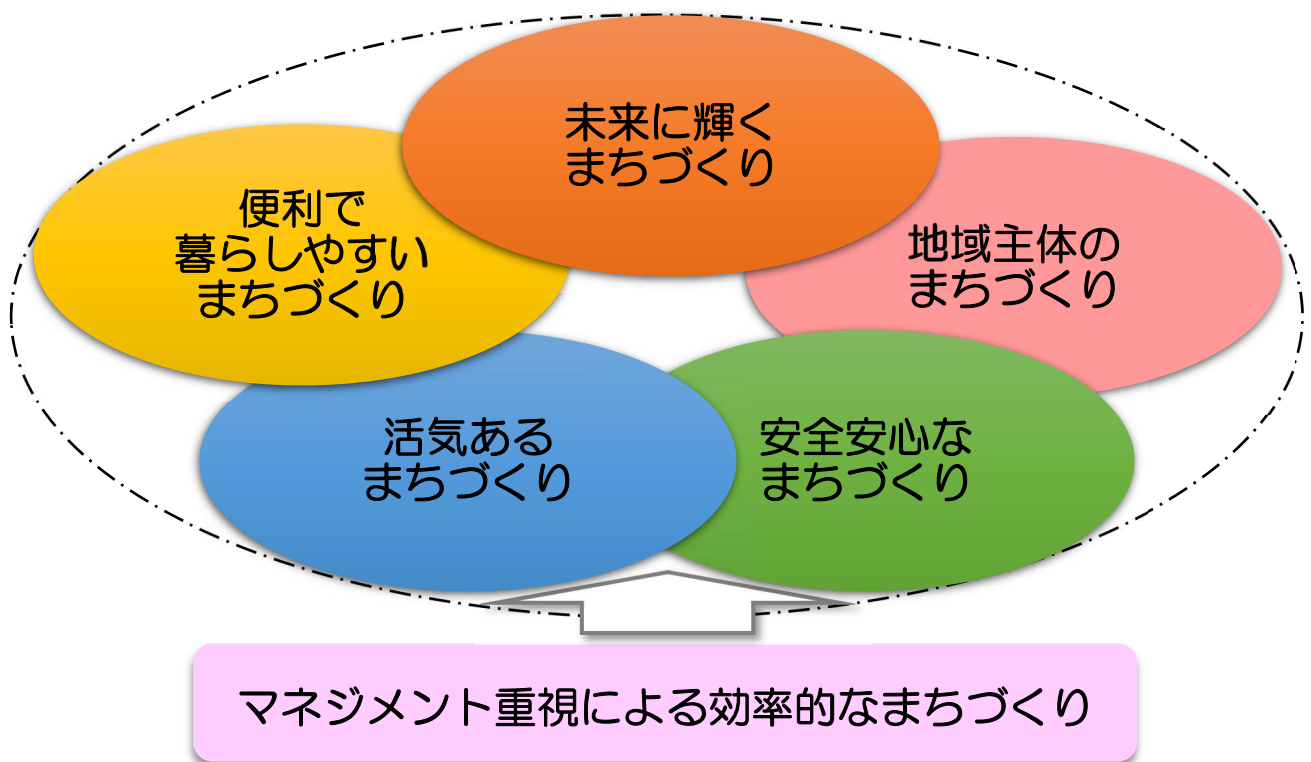 未来に輝く
まちづくり
便利で
暮らしやすい
まちづくり
地域主体の
まちづくり
活気ある
まちづくり
安全安心な
まちづくり
マネジメント重視による効率的なまちづくり